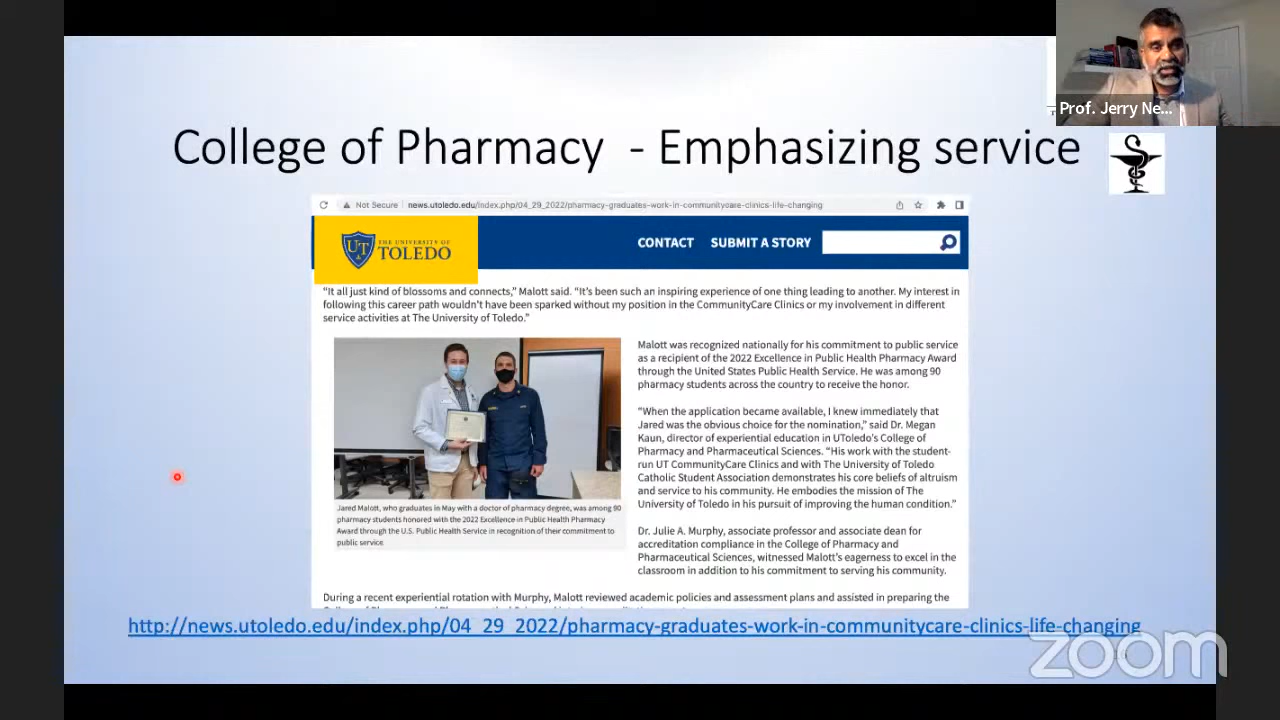 Prof. Jerry Ne...
College of Pharmacy - Emphasizing service
Not Secure | news.utoledo.edu/index.php/04_29_2022/pharmacy-graduates-work-in-communitycare-clinics-life-changing
UT THE UNIVERSITY OF
TOLEDO
CONTACT SUBMIT A STORY
“It all just kind of blossoms and connects,” Malott said. “It’s been such an inspiring experience of one thing leading to another. My interest in
following this career path wouldn’t have been sparked without my position in the CommunityCare Clinics or my involvement in different
service activities at The University of Toledo.”
Malott was recognized nationally for his commitment to public service
as a recipient of the 2022 Excellence in Public Health Pharmacy Award
through the United States Public Health Service. He was among 90
pharmacy students across the country to receive the honor.
“When the application became available, I knew immediately that
Jared was the obvious choice for the nomination,” said Dr. Megan
Kaun, director of experiential education in UToledo’s College of
Pharmacy and Pharmaceutical Sciences. “His work with the student-
run UT CommunityCare Clinics and with The University of Toledo
Catholic Student Association demonstrates his core beliefs of altruism
and service to his community. He embodies the mission of The
University of Toledo in his pursuit of improving the human condition.”
Jared Malott, who graduates in May with a doctor of pharmacy degree, was among 90
pharmacy students honored with the 2022 Excellence in Public Health Pharmacy
Award through the U.S. Public Health Service in recognition of their commitment to
public service.
Dr. Julie A. Murphy, associate professor and associate dean for
accreditation compliance in the College of Pharmacy and
Pharmaceutical Sciences, witnessed Malott’s eagerness to excel in the
classroom in addition to his commitment to serving his community.
During a recent experiential rotation with Murphy, Malott reviewed academic policies and assessment plans and assisted in preparing the
http://news.utoledo.edu/index.php/04_29_2022/pharmacy-graduates-work-in-communitycare-clinics-life-changing
zoom